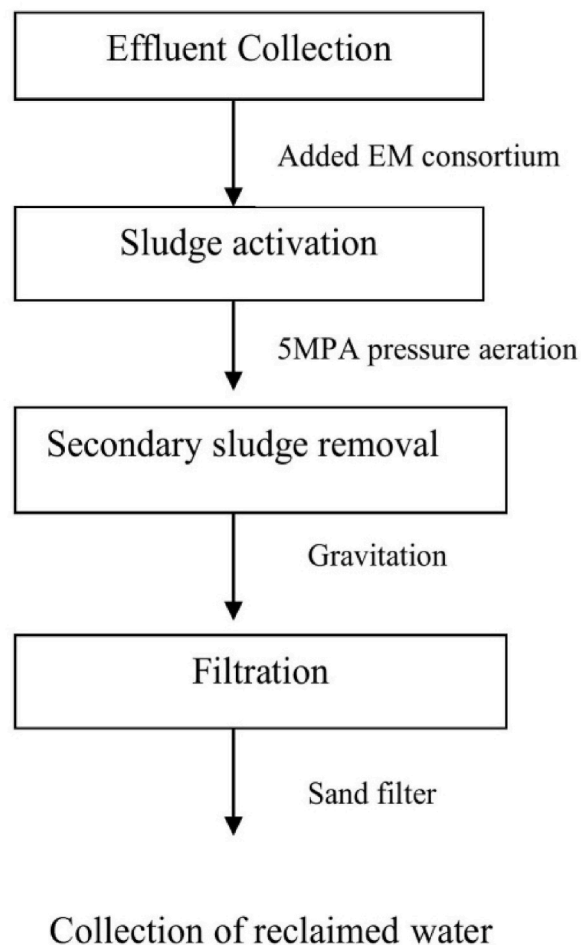 Effluent Collection
Added EM consortium
Sludge activation
5MPA pressure aeration
Secondary sludge removal
Gravitation
Filtration
Sand filter
Collection of reclaimed water